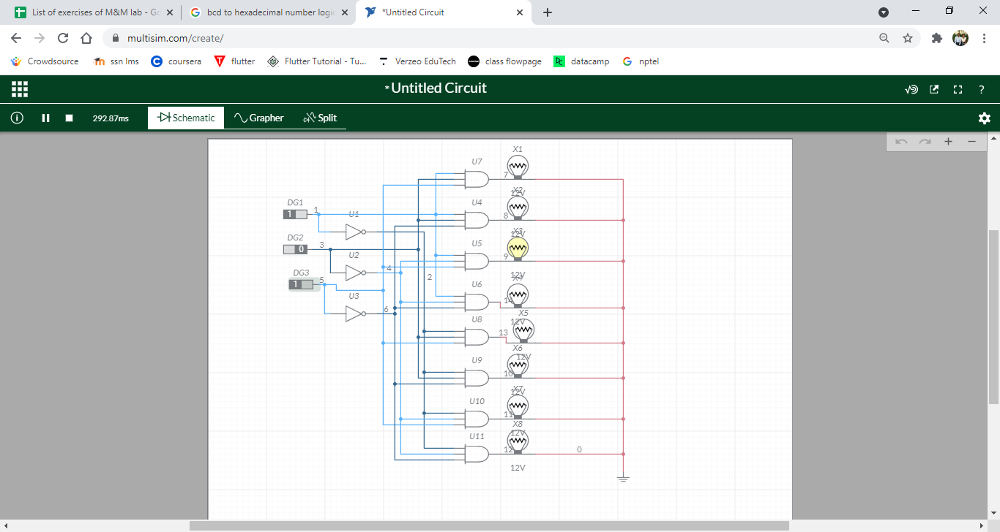 List of exercises of M&M lab - Gc
bcd to hexadecimal number logic
*Untitled Circuit
multisim.com/create/
Crowdsource
ssn lms
coursera
flutter
Flutter Tutorial - Tu...
Verzeo EduTech
class flowpage
datacamp
nptel
*Untitled Circuit
292.87ms
Schematic
Grapher
Split
X1
U7
7
12V
X2
DG1
1
1
U1
U4
8
12V
X3
DG2
0
3
U2
U5
9
12V
X4
DG3
1
5
4
2
U3
U6
14
12V
X5
6
U8
13
12V
X6
U9
10
12V
X7
U10
11
12V
X8
U11
12
0
12V